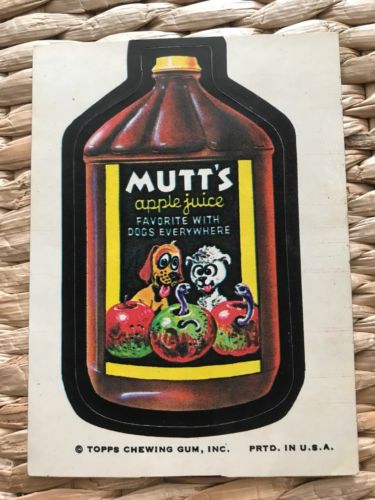 MUTT'S
apple juice
FAVORITE WITH
DOGS EVERYWHERE
© TOPPS CHEWING GUM, INC. PRTD. IN U.S.A.